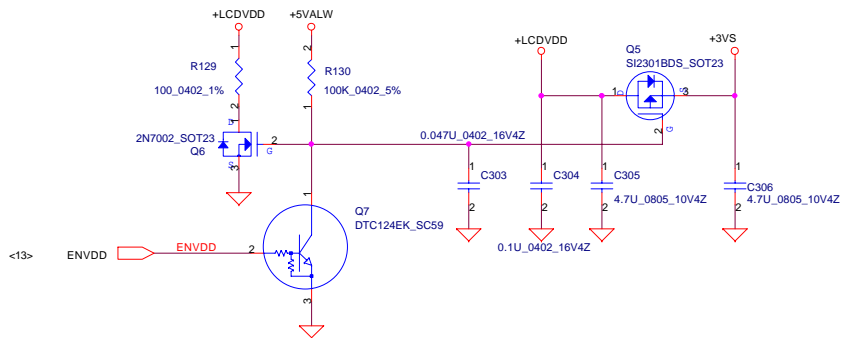 +LCDVDD
+5VALW
R129
100_0402_1%
1
2
R130
100K_0402_5%
2
1
2N7002_SOT23
Q6
D
1
2
G
S
3
1
Q7
DTC124EK_SC59
2
3
<13>
ENVDD
ENVDD
0.047U_0402_16V4Z
+LCDVDD
Q5
SI2301BDS_SOT23
+3VS
1
D
S
3
2
G
1
C303
2
1
C304
2
0.1U_0402_16V4Z
1
C305
2
4.7U_0805_10V4Z
1
C306
2
4.7U_0805_10V4Z